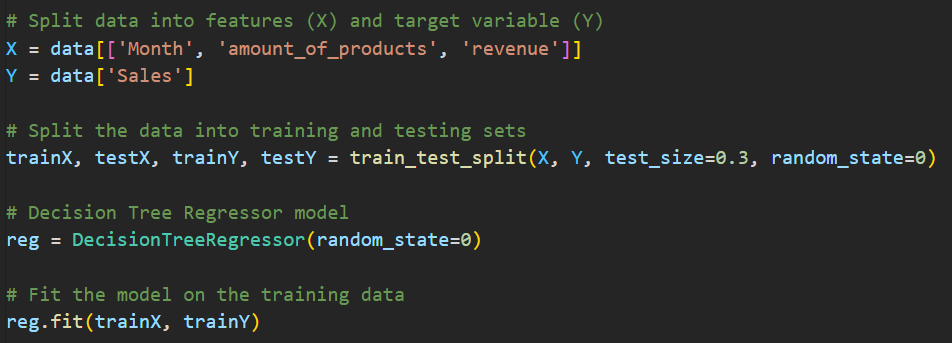 # Split data into features (X) and target variable (Y)
X = data[['Month', 'amount_of_products', 'revenue']]
Y = data['Sales']
# Split the data into training and testing sets
trainX, testX, trainY, testY = train_test_split(X, Y, test_size=0.3, random_state=0)
# Decision Tree Regressor model
reg = DecisionTreeRegressor(random_state=0)
# Fit the model on the training data
reg.fit(trainX, trainY)